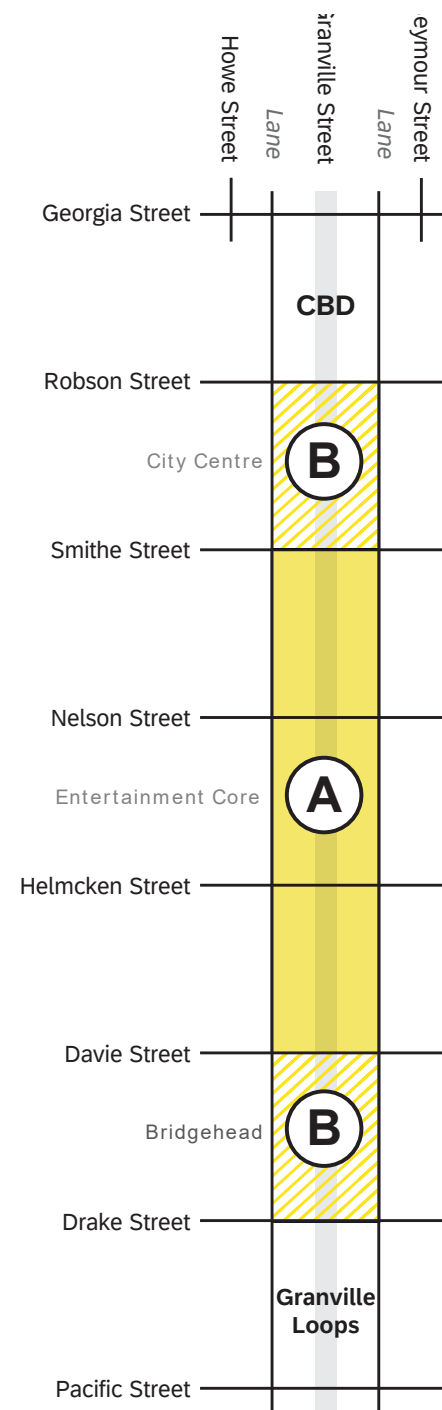 Howe Street
Lane
ranville Street
Lane
eymour Street
Georgia Street
CBD
Robson Street
City Centre
B
Smithe Street
Nelson Street
Entertainment Core
A
Helmcken Street
Davie Street
Bridgehead
B
Drake Street
Granville
Loops
Pacific Street